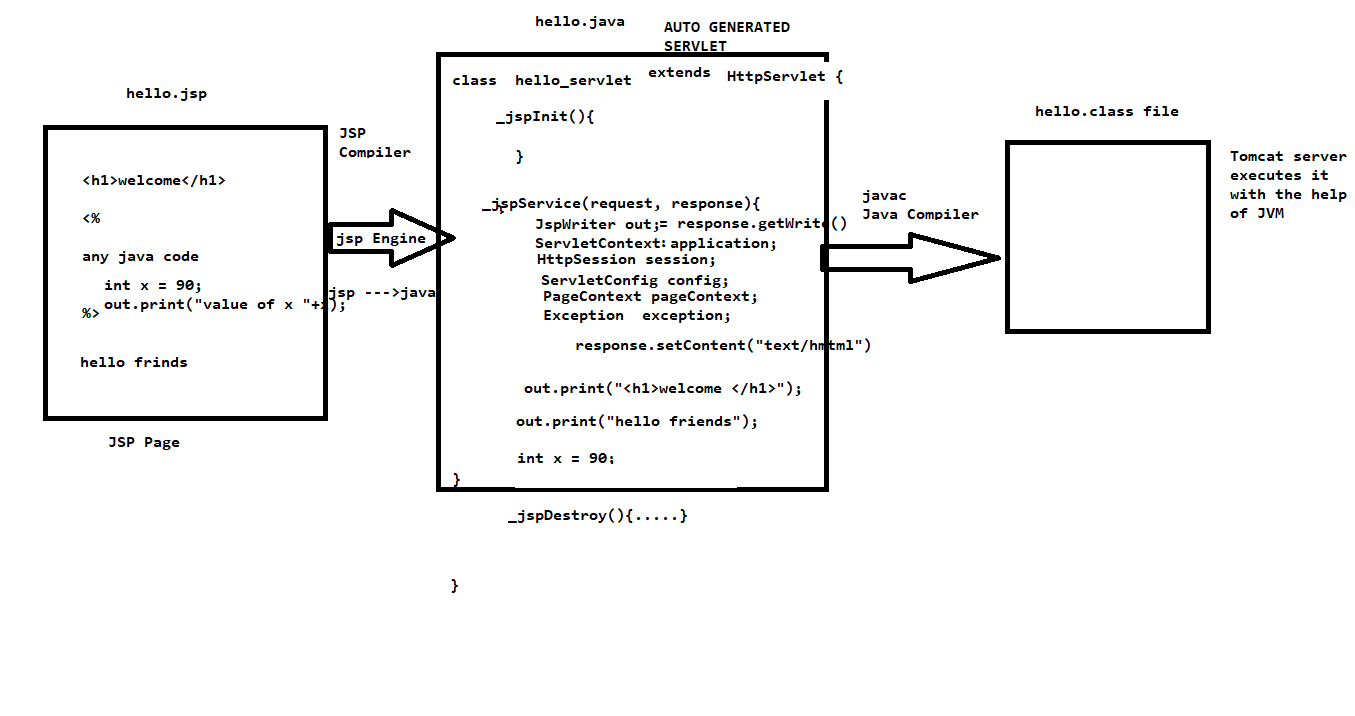 hello.jsp
<h1>welcome</h1>
<%
any java code
int x = 90;
out.print("value of x "+x);
%>
hello frinds
JSP Page
JSP
Compiler
jsp Engine
jsp --->java
hello.java
AUTO GENERATED
SERVLET
class hello_servlet extends HttpServlet {
_jspInit(){
}
_jspService(request, response){
JspWriter out;= response.getWrite()
ServletContext:application;
HttpSession session;
ServletConfig config;
PageContext pageContext;
Exception exception;
response.setContent("text/hmtml")
out.print("<h1>welcome </h1>");
out.print("hello friends");
int x = 90;
}
_jspDestroy(){.....}
}
javac
Java Compiler
hello.class file
Tomcat server
executes it
with the help
of JVM